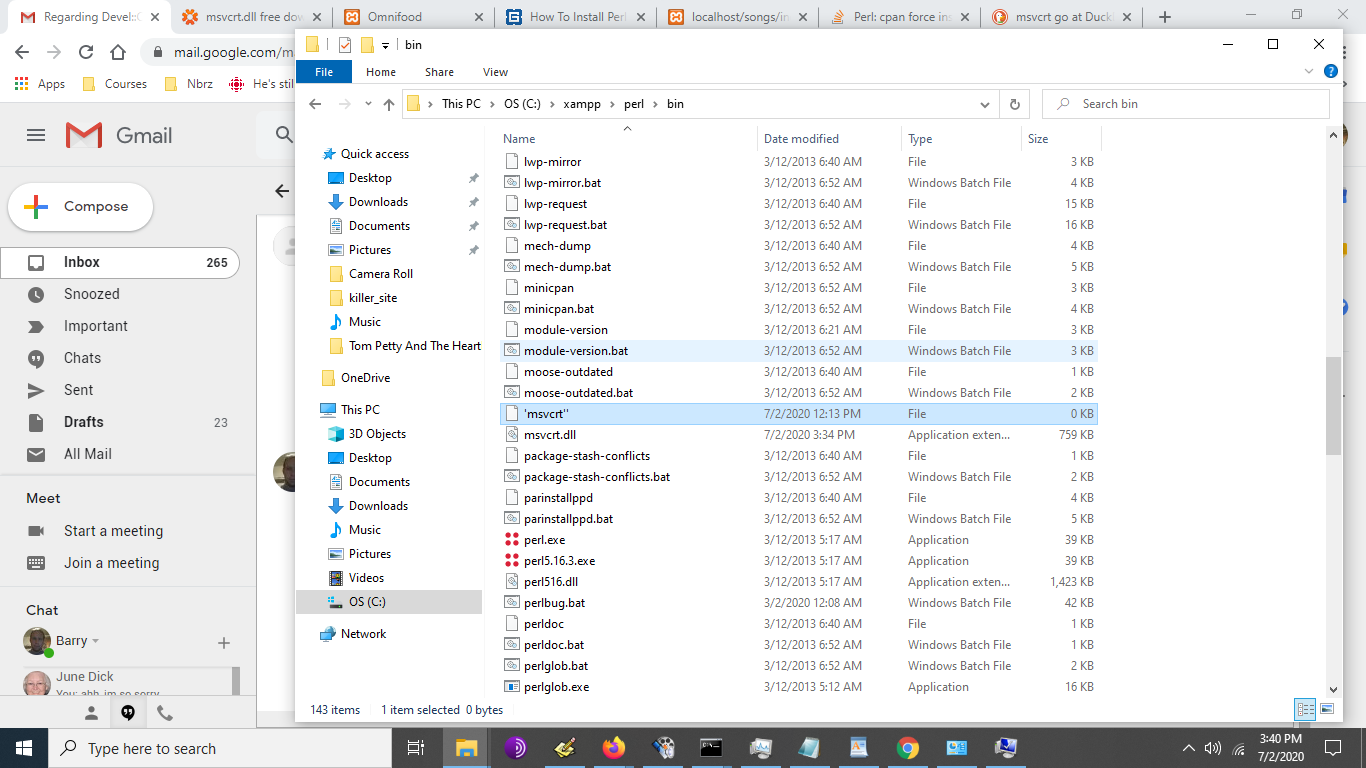 Regarding Devel::C
msvcrt.dll free dow
Omnifood
How To Install Perl
localhost/songs/in
Perl: cpan force ins
msvcrt go at Duck
mail.google.com/m
Apps
Courses
Nbrz
He's stil
Gmail
Compose
Inbox 265
Snoozed
Important
Chats
Sent
Drafts 23
All Mail
Meet
Start a meeting
Join a meeting
Chat
Barry
June Dick
You: ahh im so sorry
bin
File Home Share View
This PC > OS (C:) > xampp > perl > bin
Search bin
Quick access
Desktop
Downloads
Documents
Pictures
Camera Roll
killer_site
Music
Tom Petty And The Heart
OneDrive
This PC
3D Objects
Desktop
Documents
Downloads
Music
Pictures
Videos
OS (C:)
Network
Name Date modified Type Size
lwp-mirror 3/12/2013 6:40 AM File 3 KB
lwp-mirror.bat 3/12/2013 6:52 AM Windows Batch File 4 KB
lwp-request 3/12/2013 6:40 AM File 15 KB
lwp-request.bat 3/12/2013 6:52 AM Windows Batch File 16 KB
mech-dump 3/12/2013 6:40 AM File 4 KB
mech-dump.bat 3/12/2013 6:52 AM Windows Batch File 5 KB
minicpan 3/12/2013 6:52 AM File 3 KB
minicpan.bat 3/12/2013 6:52 AM Windows Batch File 4 KB
module-version 3/12/2013 6:21 AM File 3 KB
module-version.bat 3/12/2013 6:52 AM Windows Batch File 3 KB
moose-outdated 3/12/2013 6:40 AM File 1 KB
moose-outdated.bat 3/12/2013 6:52 AM Windows Batch File 2 KB
'msvcrt'' 7/2/2020 12:13 PM File 0 KB
msvcrt.dll 7/2/2020 3:34 PM Application exten... 759 KB
package-stash-conflicts 3/12/2013 6:40 AM File 1 KB
package-stash-conflicts.bat 3/12/2013 6:52 AM Windows Batch File 2 KB
parinstallppd 3/12/2013 6:40 AM File 4 KB
parinstallppd.bat 3/12/2013 6:52 AM Windows Batch File 5 KB
perl.exe 3/12/2013 5:17 AM Application 39 KB
perl5.16.3.exe 3/12/2013 5:17 AM Application 39 KB
perl516.dll 3/12/2013 5:17 AM Application exten... 1,423 KB
perlbug.bat 3/2/2020 12:08 AM Windows Batch File 42 KB
perldoc 3/12/2013 6:40 AM File 1 KB
perldoc.bat 3/12/2013 6:52 AM Windows Batch File 1 KB
perlglob.bat 3/12/2013 6:52 AM Windows Batch File 2 KB
perlglob.exe 3/12/2013 5:12 AM Application 16 KB
143 items 1 item selected 0 bytes
Type here to search
3:40 PM
7/2/2020